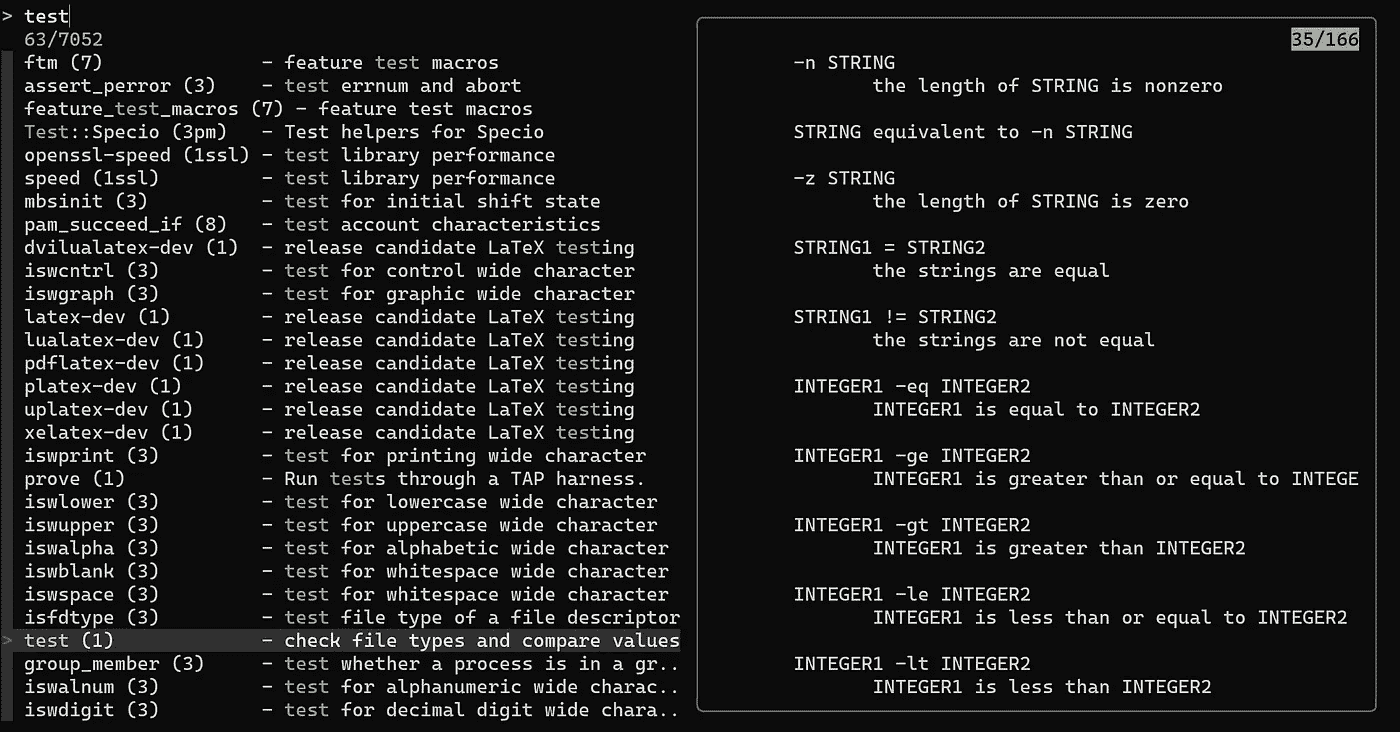 > test
63/7052
ftm (7) - feature test macros
assert_perror (3) - test errnum and abort
feature_test_macros (7) - feature test macros
Test::Specio (3pm) - Test helpers for Specio
openssl-speed (1ssl) - test library performance
speed (1ssl) - test library performance
mbsinit (3) - test for initial shift state
pam_succeed_if (8) - test account characteristics
dvilualatex-dev (1) - release candidate LaTeX testing
iswcntrl (3) - test for control wide character
iswgraph (3) - test for graphic wide character
latex-dev (1) - release candidate LaTeX testing
lualatex-dev (1) - release candidate LaTeX testing
pdflatex-dev (1) - release candidate LaTeX testing
platex-dev (1) - release candidate LaTeX testing
uplatex-dev (1) - release candidate LaTeX testing
xelatex-dev (1) - release candidate LaTeX testing
iswprint (3) - test for printing wide character
prove (1) - Run tests through a TAP harness.
iswlower (3) - test for lowercase wide character
iswupper (3) - test for uppercase wide character
iswalpha (3) - test for alphabetic wide character
iswblank (3) - test for whitespace wide character
iswspace (3) - test for whitespace wide character
isfdtype (3) - test file type of a file descriptor
> test (1) - check file types and compare values
group_member (3) - test whether a process is in a gr..
iswalnum (3) - test for alphanumeric wide charac..
iswdigit (3) - test for decimal digit wide chara..
35/166
-n STRING
the length of STRING is nonzero
STRING equivalent to -n STRING
-z STRING
the length of STRING is zero
STRING1 = STRING2
the strings are equal
STRING1 != STRING2
the strings are not equal
INTEGER1 -eq INTEGER2
INTEGER1 is equal to INTEGER2
INTEGER1 -ge INTEGER2
INTEGER1 is greater than or equal to INTEGE
INTEGER1 -gt INTEGER2
INTEGER1 is greater than INTEGER2
INTEGER1 -le INTEGER2
INTEGER1 is less than or equal to INTEGER2
INTEGER1 -lt INTEGER2
INTEGER1 is less than INTEGER2